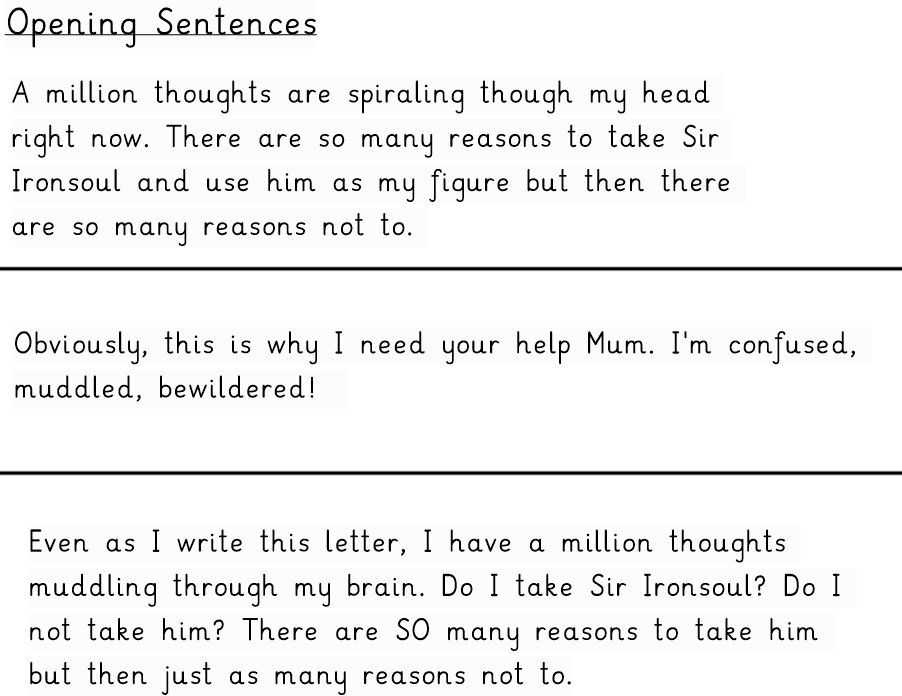 Opening Sentences
A million thoughts are spiraling though my head
right now. There are so many reasons to take Sir
Ironsoul and use him as my figure but then there
are so many reasons not to.
Obviously, this is why I need your help Mum. I'm confused,
muddled, bewildered!
Even as I write this letter, I have a million thoughts
muddling through my brain. Do I take Sir Ironsoul? Do I
not take him? There are SO many reasons to take him
but then just as many reasons not to.